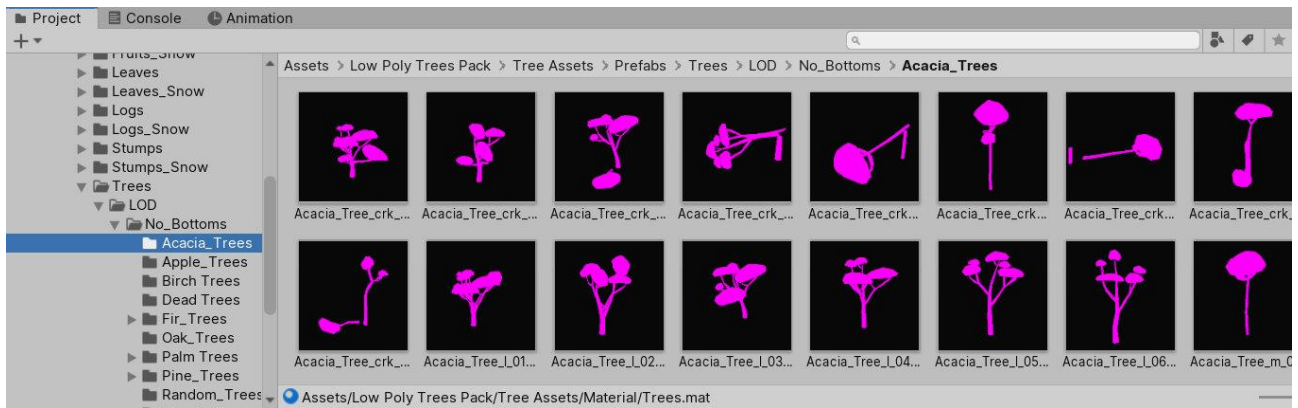 Project Console Animation
Fruits_Snow
Leaves
Leaves_Snow
Logs
Logs_Snow
Stumps
Stumps_Snow
Trees
LOD
No_Bottoms
Acacia_Trees
Apple_Trees
Birch Trees
Dead Trees
Fir_Trees
Oak_Trees
Palm Trees
Pine_Trees
Random_Trees
Assets > Low Poly Trees Pack > Tree Assets > Prefabs > Trees > LOD > No_Bottoms > Acacia_Trees
Acacia_Tree_crk_... Acacia_Tree_crk_... Acacia_Tree_crk_... Acacia_Tree_crk_... Acacia_Tree_crk... Acacia_Tree_crk... Acacia_Tree_crk... Acacia_Tree_crk_
Acacia_Tree_crk_... Acacia_Tree_l_01... Acacia_Tree_l_02... Acacia_Tree_l_03... Acacia_Tree_l_04... Acacia_Tree_l_05... Acacia_Tree_l_06... Acacia_Tree_m_0
Assets/Low Poly Trees Pack/Tree Assets/Material/Trees.mat